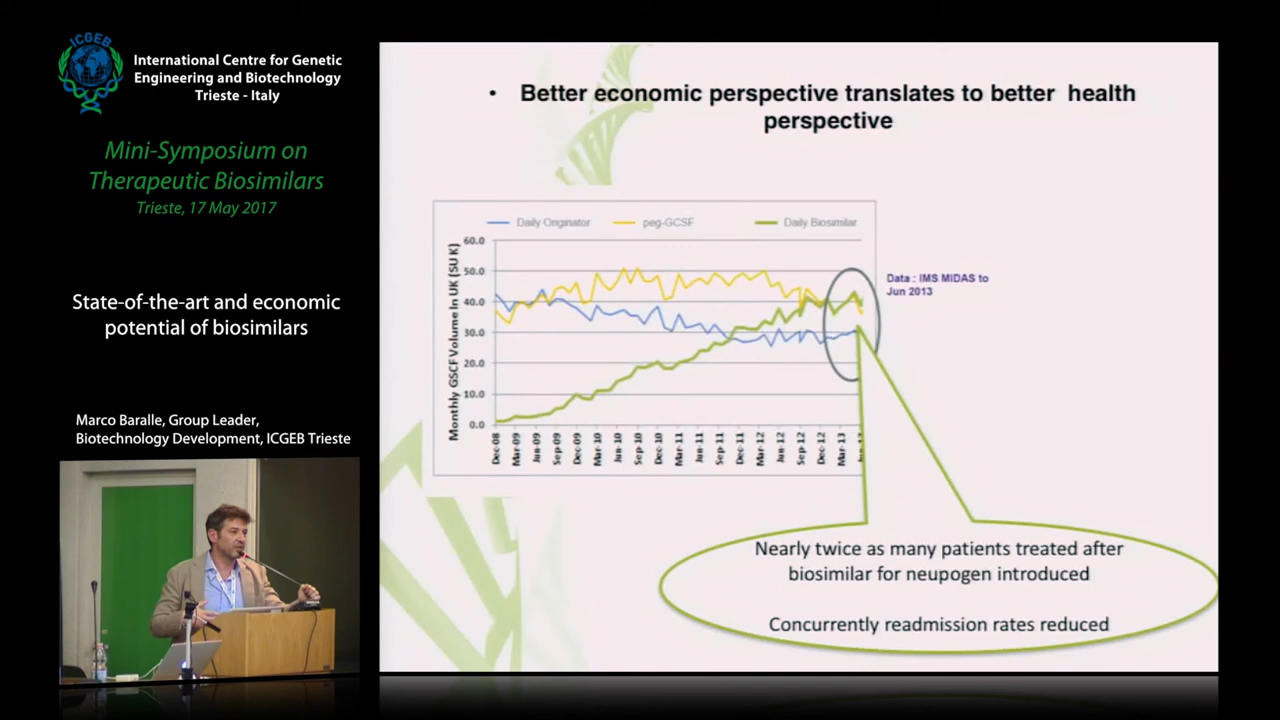 ICGEB
International Centre for Genetic
Engineering and Biotechnology
Trieste - Italy
Mini-Symposium on
Therapeutic Biosimilars
Trieste, 17 May 2017
State-of-the-art and economic
potential of biosimilars
Marco Baralle, Group Leader,
Biotechnology Development, ICGEB Trieste
• Better economic perspective translates to better health
perspective
Daily Originator peg-GCSF Daily Biosimilar
Monthly GSCF Volume In UK (SU K)
60.0
50.0
40.0
30.0
20.0
10.0
0.0
Dec-08 Mar-09 Jun-09 Sep-09 Dec-09 Mar-10 Jun-10 Sep-10 Dec-10 Mar-11 Jun-11 Sep-11 Dec-11 Mar-12 Jun-12 Sep-12 Dec-12 Mar-13
Data : IMS MIDAS to
Jun 2013
Nearly twice as many patients treated after
biosimilar for neupogen introduced
Concurrently readmission rates reduced